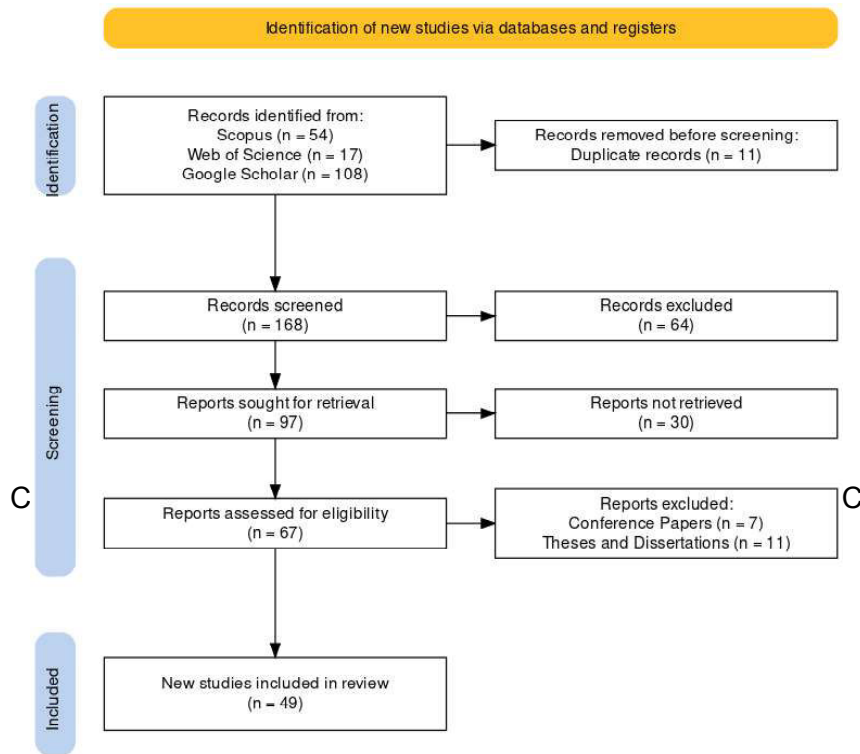 Identification of new studies via databases and registers
Identification
Records identified from:
Scopus (n = 54)
Web of Science (n = 17)
Google Scholar (n = 108)
Records removed before screening:
Duplicate records (n = 11)
Screening
Records screened
(n = 168)
Records excluded
(n = 64)
Reports sought for retrieval
(n = 97)
Reports not retrieved
(n = 30)
C
Reports assessed for eligibility
(n = 67)
Reports excluded:
Conference Papers (n = 7)
Theses and Dissertations (n = 11)
C
Included
New studies included in review
(n = 49)